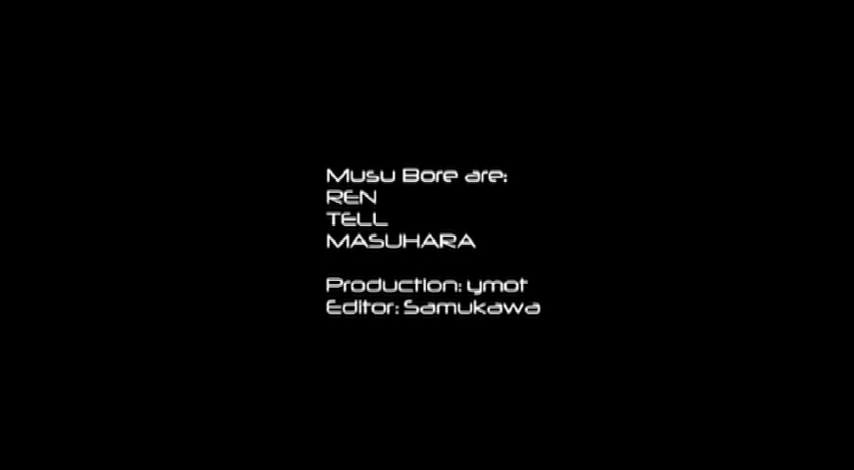 Musu Bore are:
REN
TELL
MASUHARA
Production: ymot
Editor: Samukawa